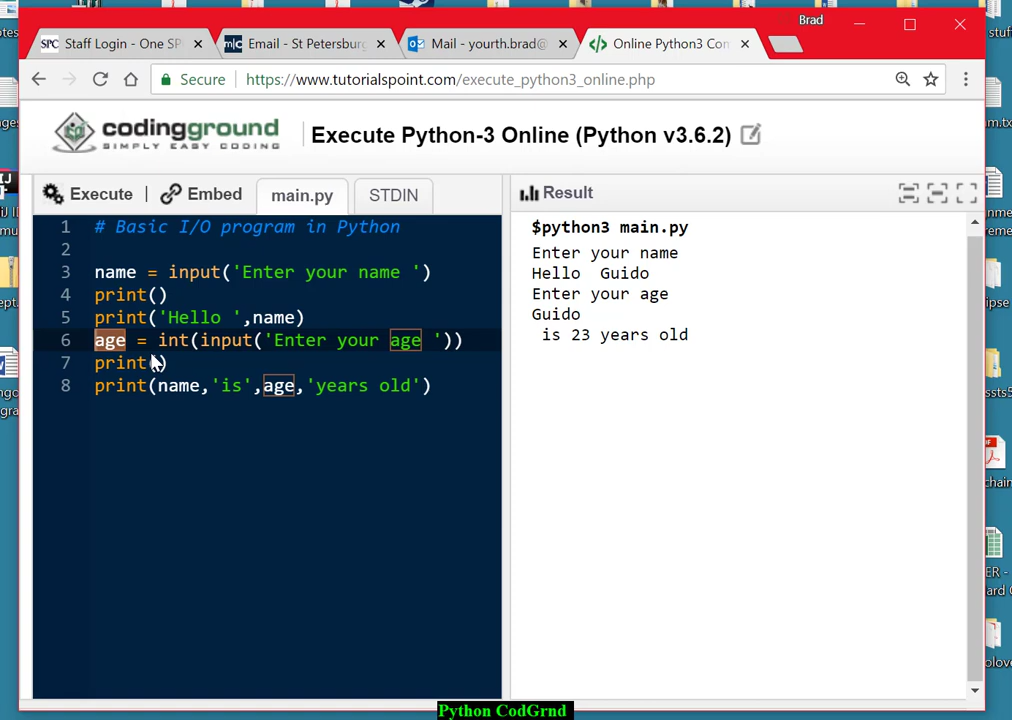 Brad
Staff Login - One SP
Email - St Petersburg
Mail - yourth.brad@
Online Python3 Con
Secure
https://www.tutorialspoint.com/execute_python3_online.php
codingground
SIMPLY EASY CODING
Execute Python-3 Online (Python v3.6.2)
Execute | Embed
main.py
STDIN
Result
1 # Basic I/O program in Python
2
3 name = input('Enter your name ')
4 print()
5 print('Hello ',name)
6 age = int(input('Enter your age '))
7 print()
8 print(name,'is',age,'years old')
$python3 main.py
Enter your name
Hello  Guido
Enter your age
Guido
is 23 years old
Python CodGrnd